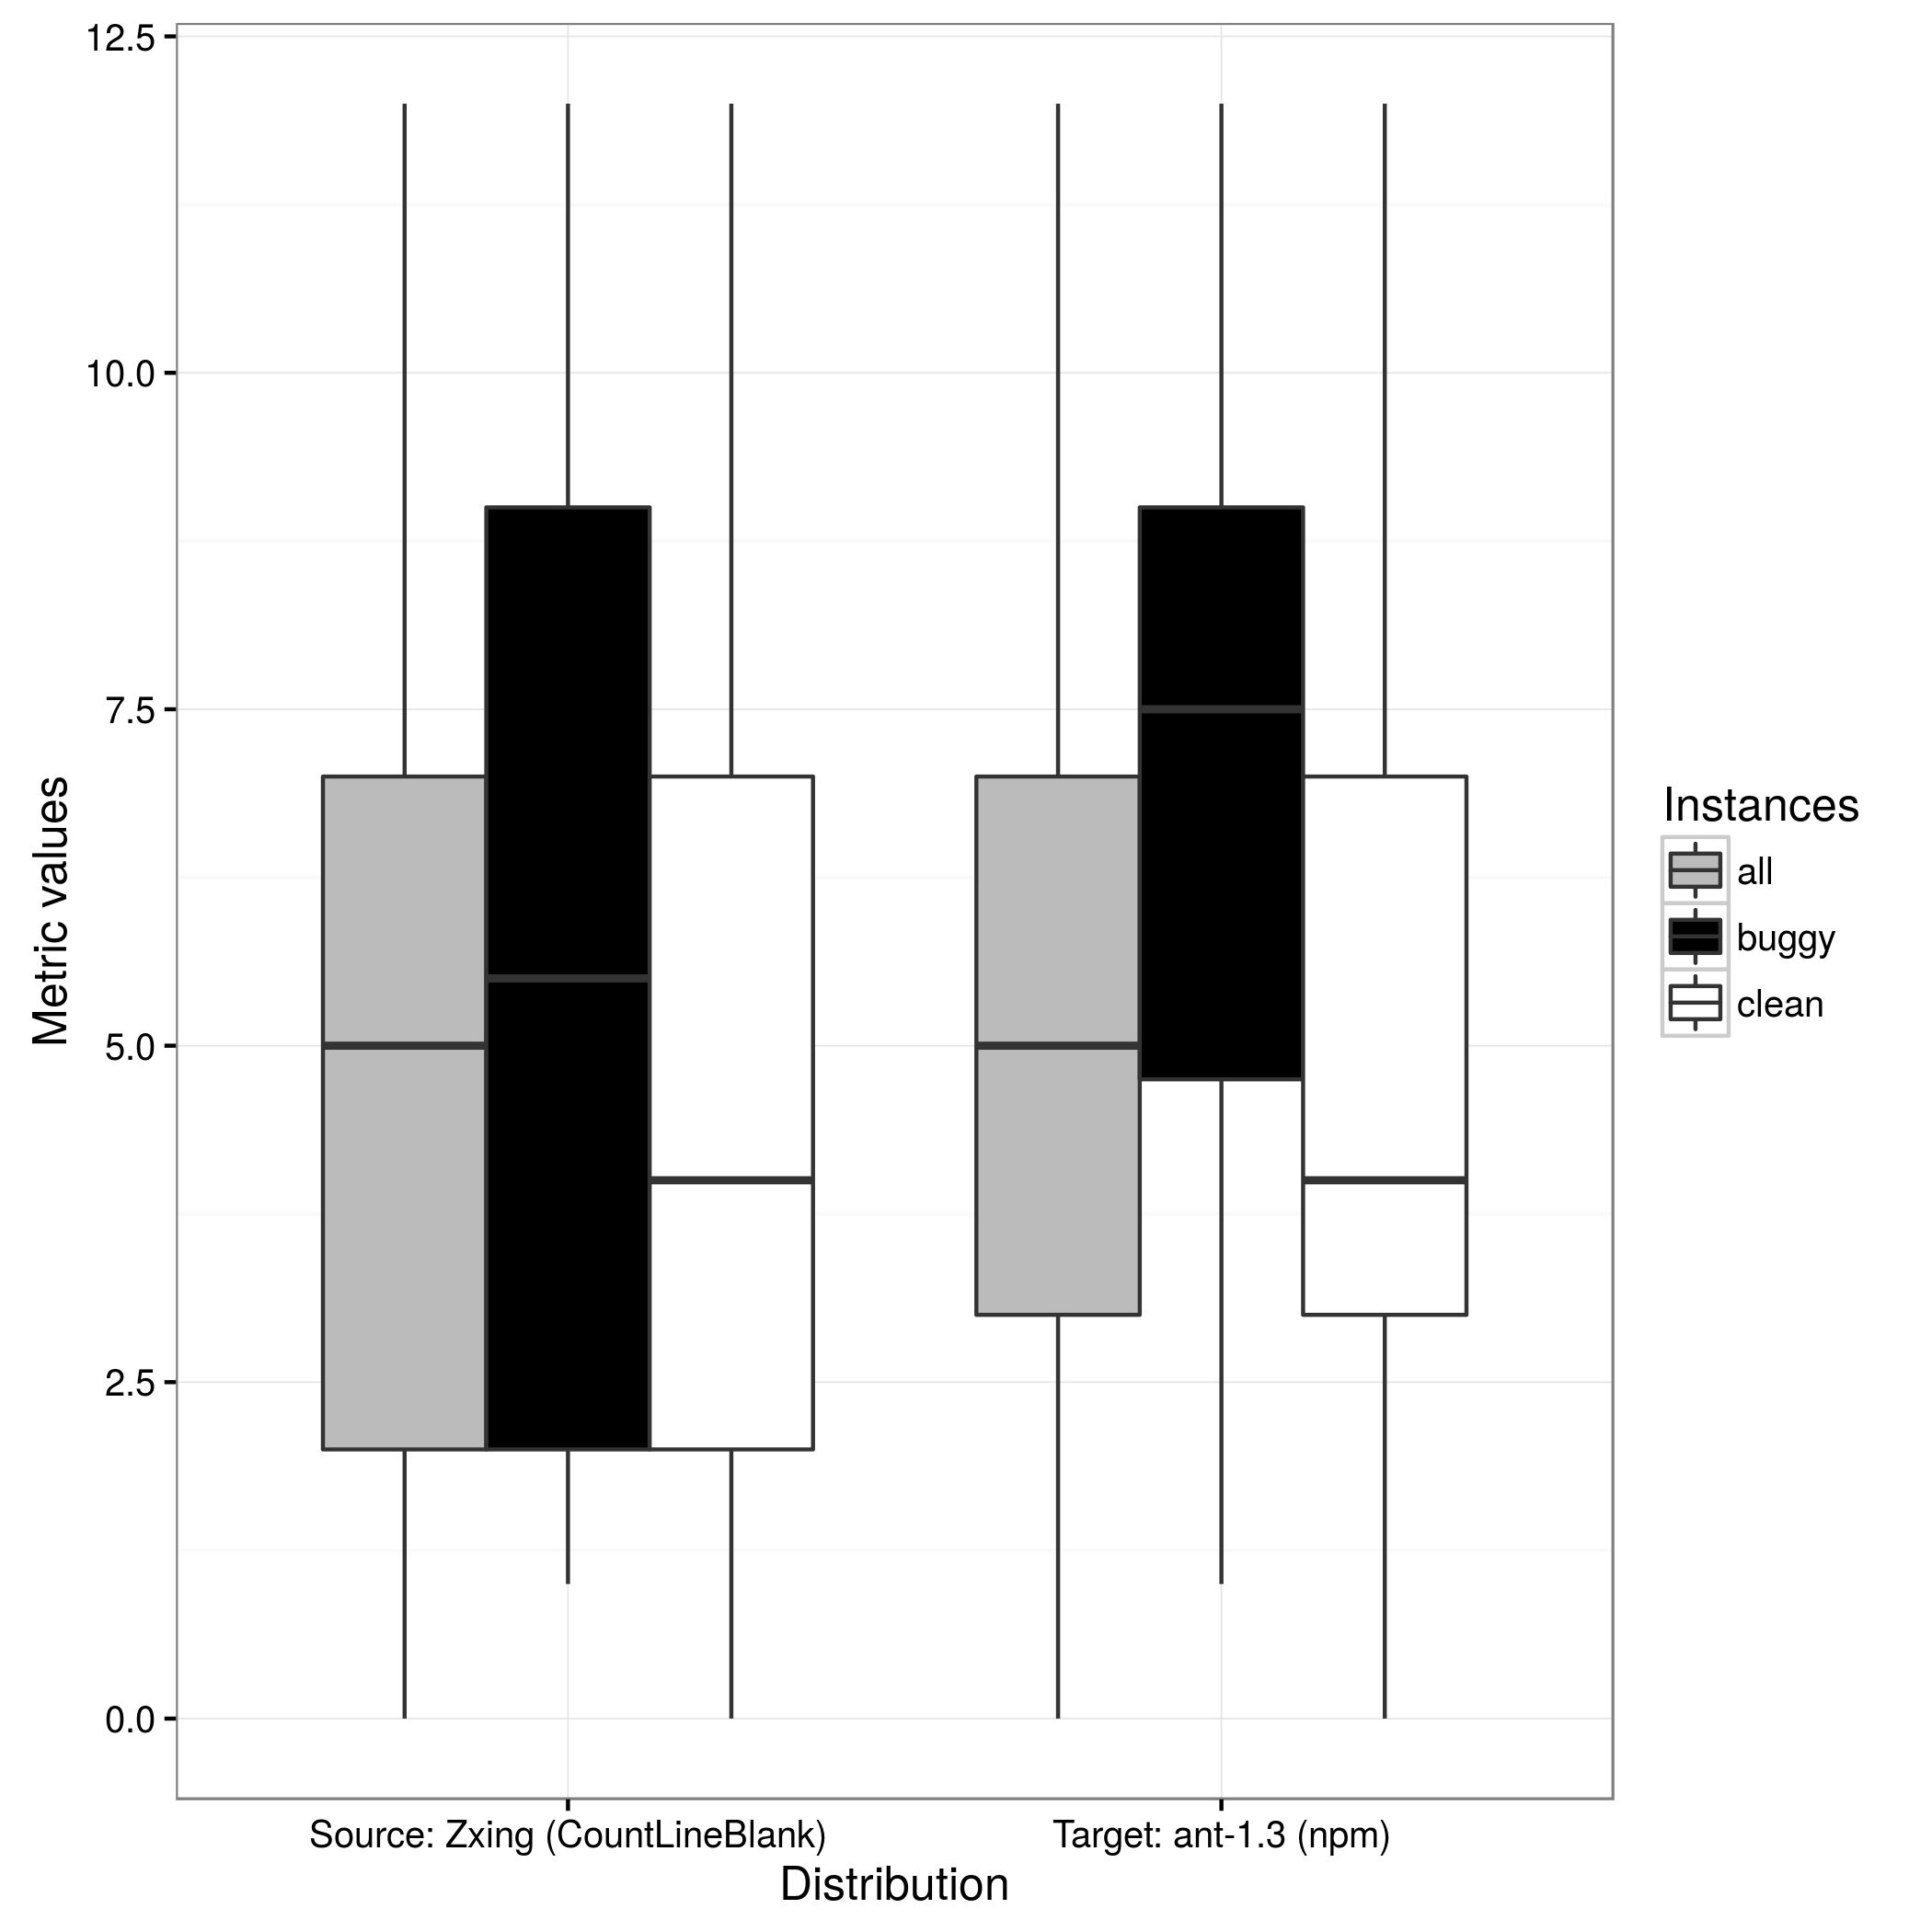 12.5
10.0
7.5
5.0
2.5
0.0
Metric values
Source: Zxing (CountLineBlank)
Target: ant-1.3 (npm)
Distribution
Instances
all
buggy
clean